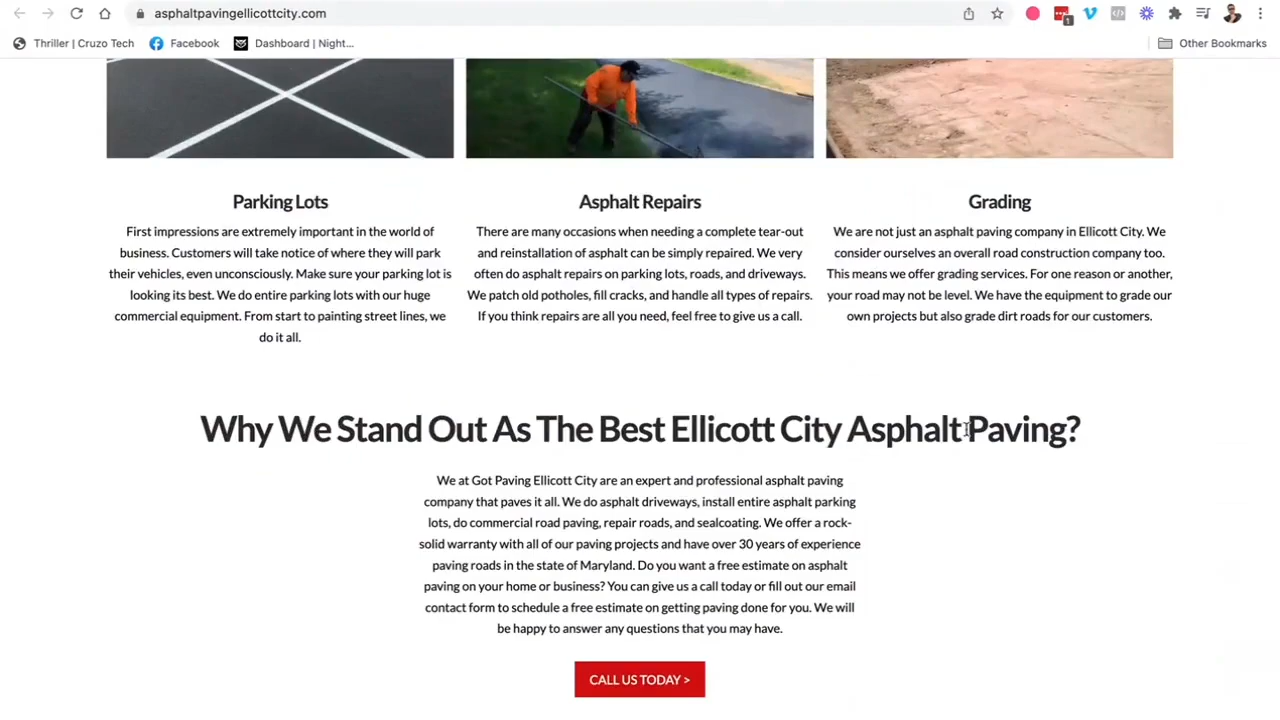 asphaltpavingellicottcity.com
Thriller | Cruzo Tech
Facebook
Dashboard | Night...
Other Bookmarks
1
Parking Lots
First impressions are extremely important in the world of
business. Customers will take notice of where they will park
their vehicles, even unconsciously. Make sure your parking lot is
looking its best. We do entire parking lots with our huge
commercial equipment. From start to painting street lines, we
do it all.
Asphalt Repairs
There are many occasions when needing a complete tear-out
and reinstallation of asphalt can be simply repaired. We very
often do asphalt repairs on parking lots, roads, and driveways.
We patch old potholes, fill cracks, and handle all types of repairs.
If you think repairs are all you need, feel free to give us a call.
Grading
We are not just an asphalt paving company in Ellicott City. We
consider ourselves an overall road construction company too.
This means we offer grading services. For one reason or another,
your road may not be level. We have the equipment to grade our
own projects but also grade dirt roads for our customers.
Why We Stand Out As The Best Ellicott City Asphalt Paving?
We at Got Paving Ellicott City are an expert and professional asphalt paving
company that paves it all. We do asphalt driveways, install entire asphalt parking
lots, do commercial road paving, repair roads, and sealcoating. We offer a rock-
solid warranty with all of our paving projects and have over 30 years of experience
paving roads in the state of Maryland. Do you want a free estimate on asphalt
paving on your home or business? You can give us a call today or fill out our email
contact form to schedule a free estimate on getting paving done for you. We will
be happy to answer any questions that you may have.
CALL US TODAY >